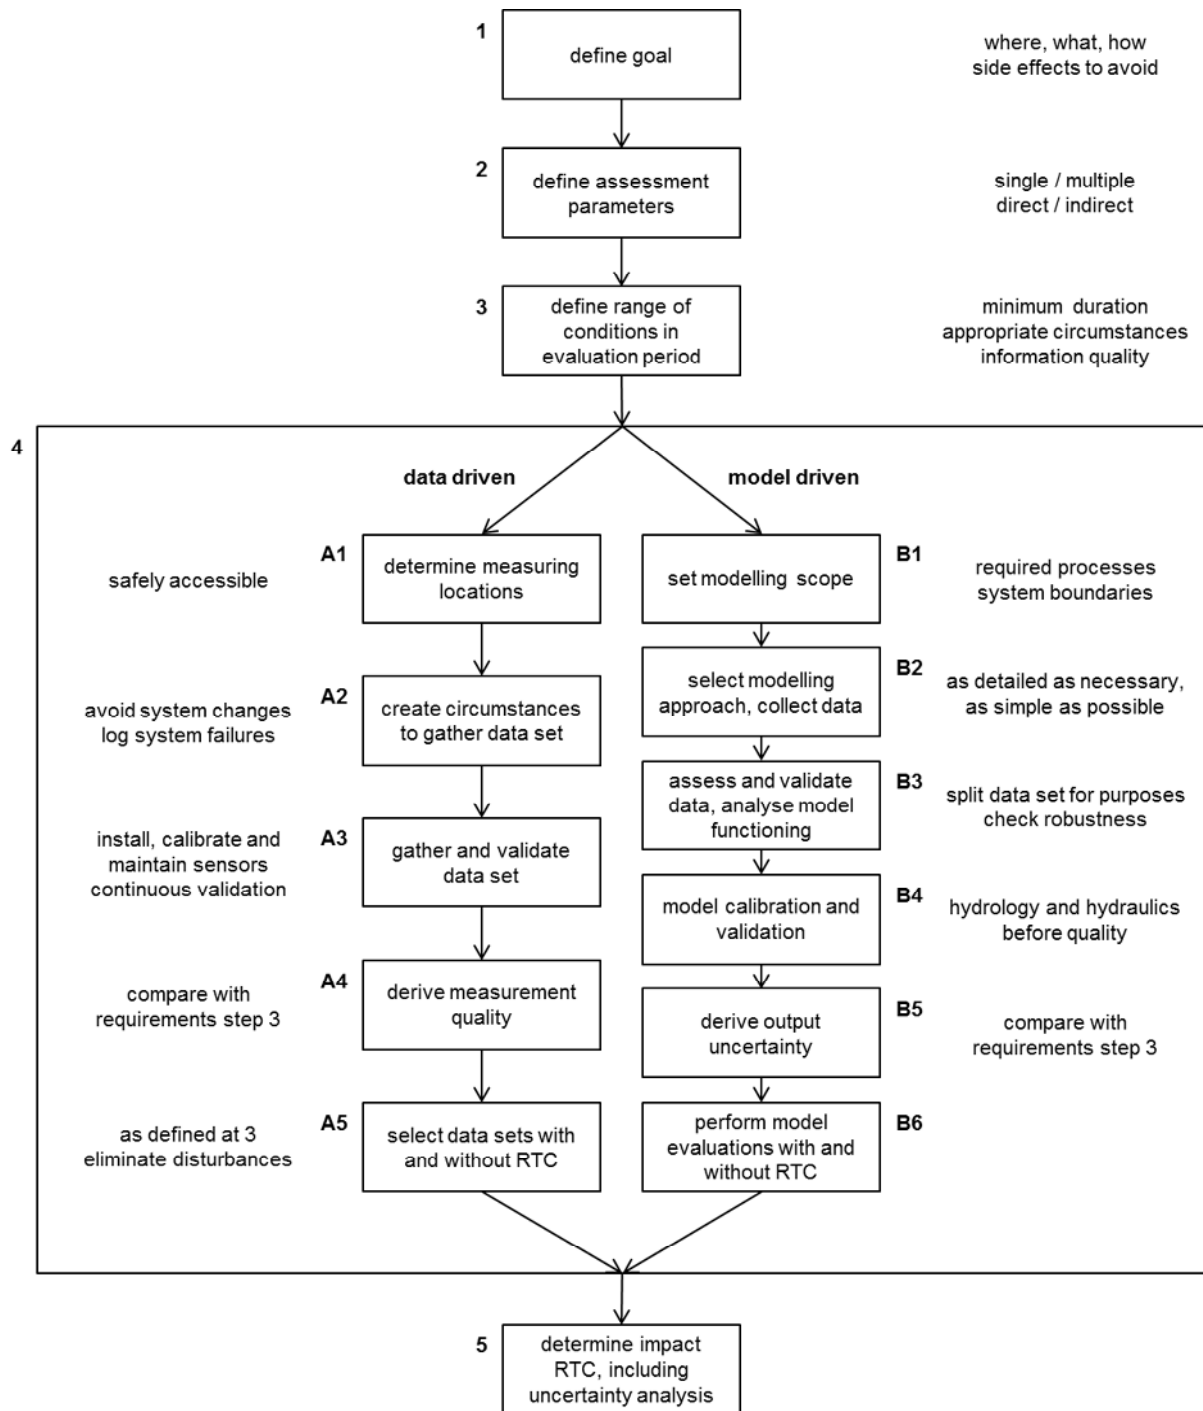 1
define goal
where, what, how
side effects to avoid
2
define assessment
parameters
single / multiple
direct / indirect
3
define range of
conditions in
evaluation period
minimum duration
appropriate circumstances
information quality
4
data driven
model driven
safely accessible
A1
determine measuring
locations
avoid system changes
log system failures
A2
create circumstances
to gather data set
install, calibrate and
maintain sensors
continuous validation
A3
gather and validate
data set
compare with
requirements step 3
A4
derive measurement
quality
as defined at 3
eliminate disturbances
A5
select data sets with
and without RTC
set modelling scope
B1
required processes
system boundaries
select modelling
approach, collect data
B2
as detailed as necessary,
as simple as possible
assess and validate
data, analyse model
functioning
B3
split data set for purposes
check robustness
model calibration and
validation
B4
hydrology and hydraulics
before quality
derive output
uncertainty
B5
compare with
requirements step 3
perform model
evaluations with and
without RTC
B6
5
determine impact
RTC, including
uncertainty analysis